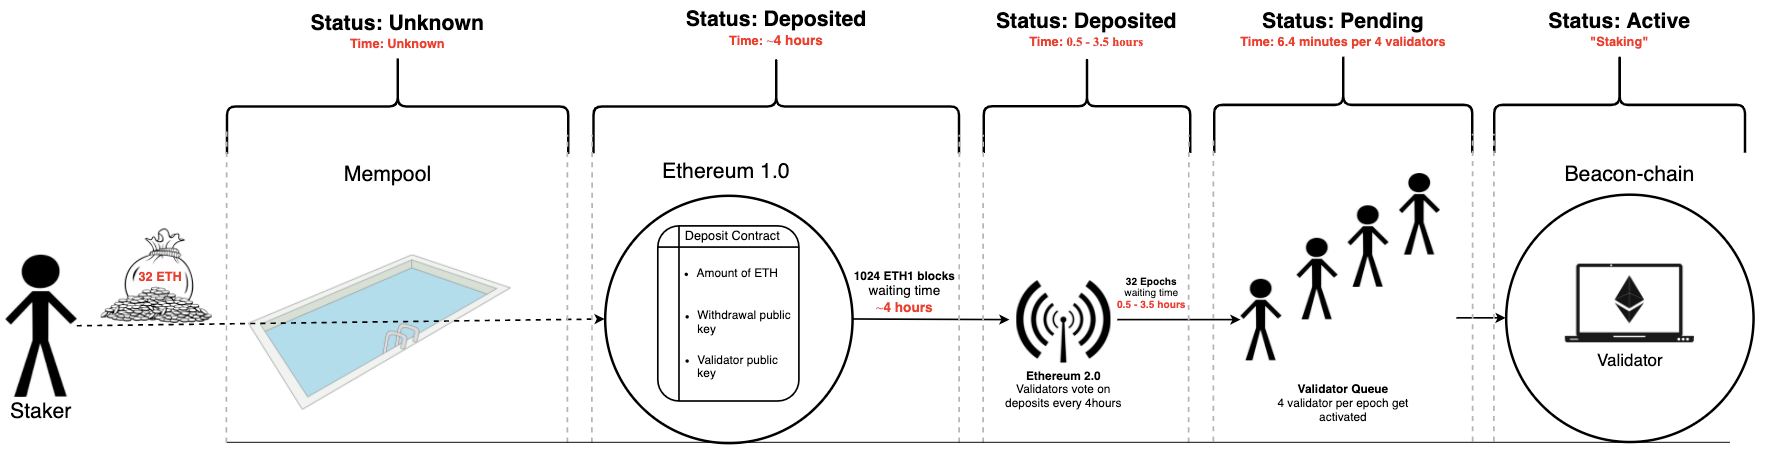 Status: Unknown
Time: Unknown
Status: Deposited
Time: ~4 hours
Status: Deposited
Time: 0.5 - 3.5 hours
Status: Pending
Time: 6.4 minutes per 4 validators
Status: Active
"Staking"
Staker
32 ETH
Mempool
Ethereum 1.0
Deposit Contract
• Amount of ETH
• Withdrawal public
key
• Validator public
key
1024 ETH1 blocks
waiting time
~4 hours
Ethereum 2.0
Validators vote on
deposits every 4hours
32 Epochs
waiting time
0.5 - 3.5 hours
Validator Queue
4 validator per epoch get
activated
Beacon-chain
Validator